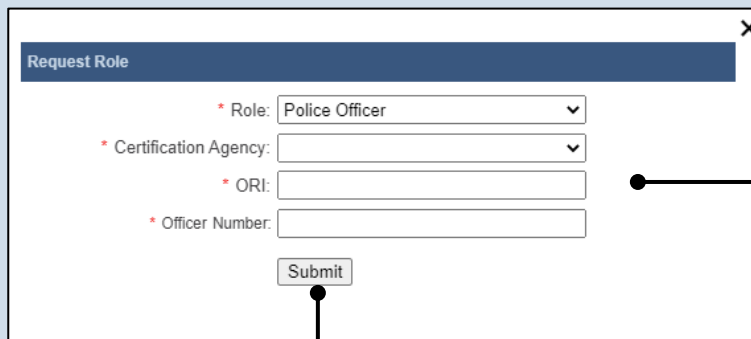 Request Role
* Role: Police Officer
* Certification Agency:
* ORI:
* Officer Number:
Submit